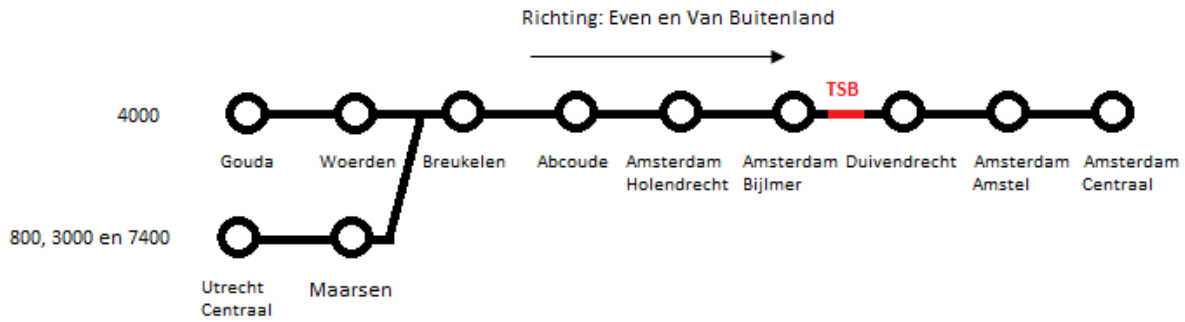 Richting: Even en Van Buitenland
TSB
4000
Gouda
Woerden
Breukelen
Abcoude
Amsterdam
Holendrecht
Amsterdam
Bijlmer
Duivendrecht
Amsterdam
Amstel
Amsterdam
Centraal
800, 3000 en 7400
Utrecht
Centraal
Maarsen